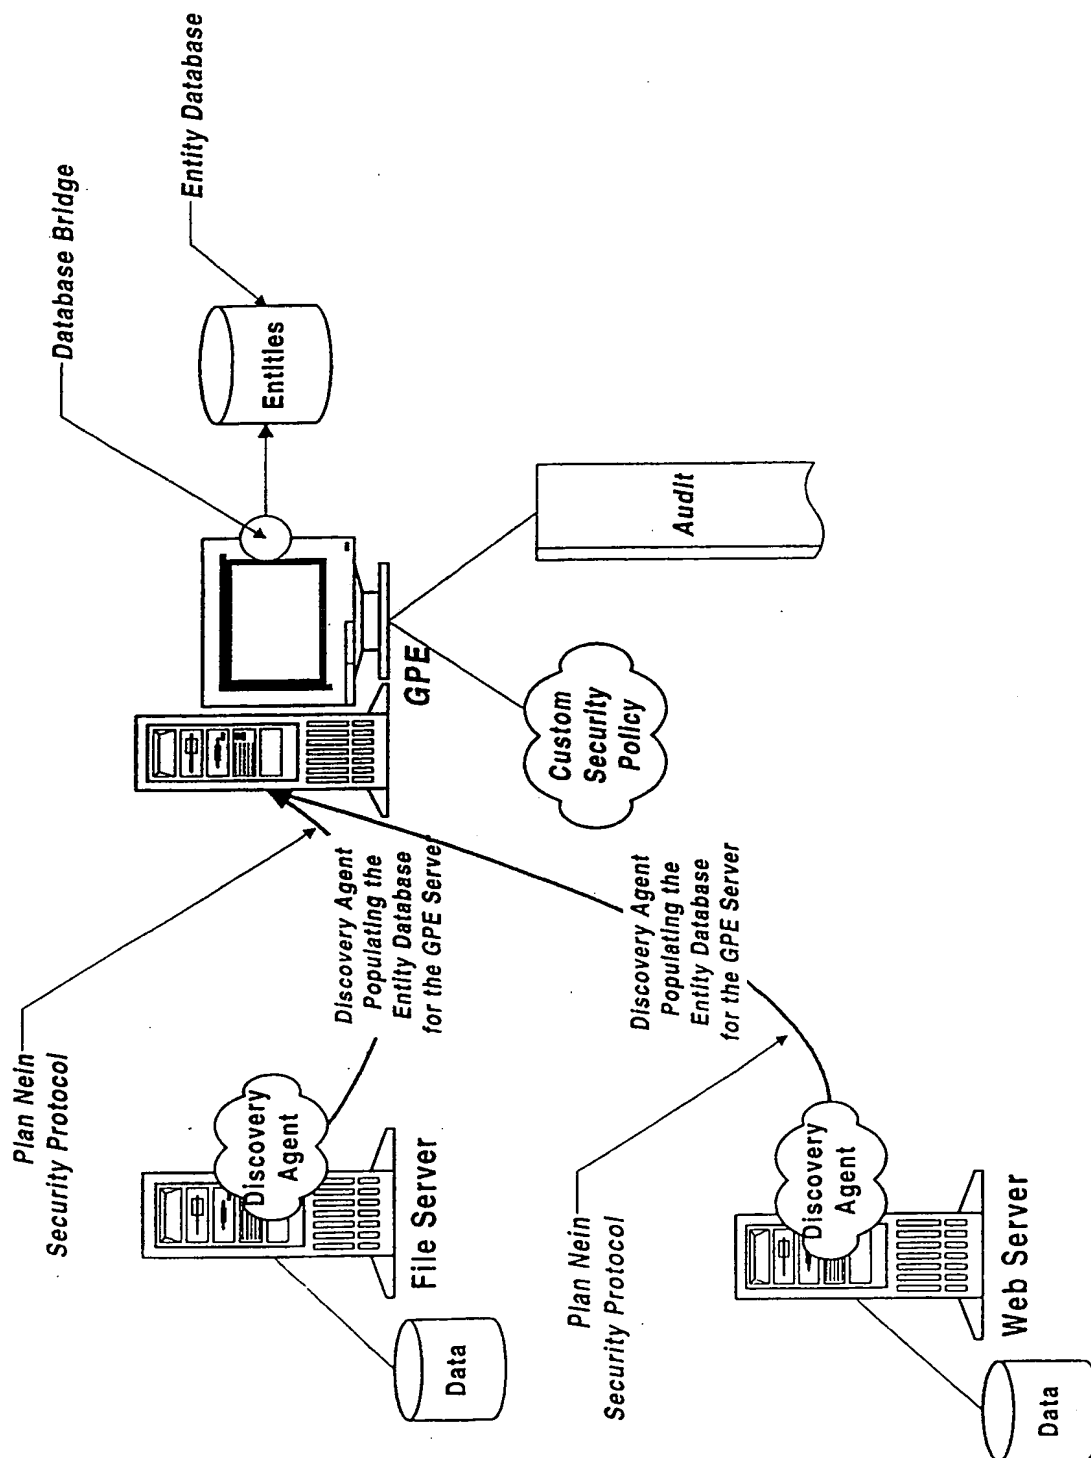 Plan Nein
Security Protocol
Discovery
Agent
File Server
Data
Discovery Agent
Populating the
Entity Database
for the GPE Server
GPE
Database Bridge
Entity Database
Entities
Plan Nein
Security Protocol
Discovery
Agent
Web Server
Data
Discovery Agent
Populating the
Entity Database
for the GPE Server
Custom
Security
Policy
Audit